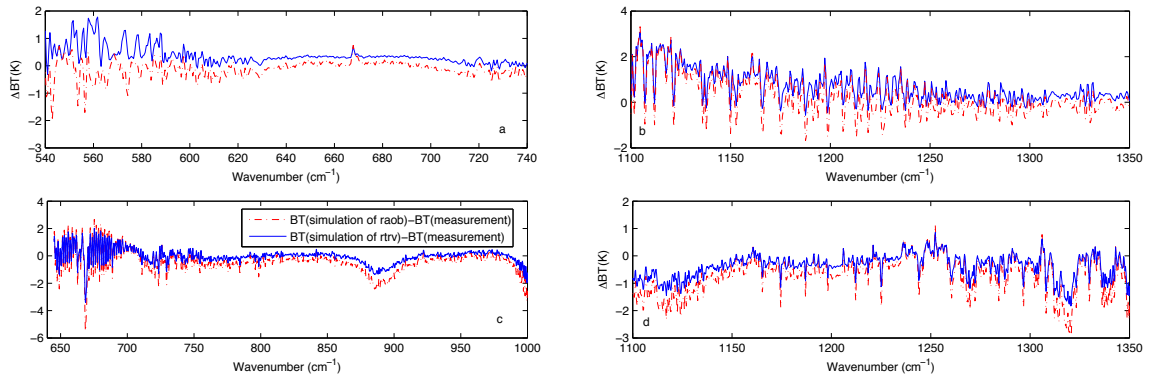 2
1
0
−1
−2
−3
ΔBT(K)
540 560 580 600 620 640 660 680 700 720 740
Wavenumber (cm−1)
a
4
2
0
−2
ΔBT(K)
1100 1150 1200 1250 1300 1350
Wavenumber (cm−1)
b
4
2
0
−2
−4
−6
650 700 750 800 850 900 950 1000
Wavenumber (cm−1)
c
BT(simulation of raob)−BT(measurement)
BT(simulation of rtrv)−BT(measurement)
2
1
0
−1
−2
−3
ΔBT(K)
1100 1150 1200 1250 1300 1350
Wavenumber (cm−1)
d